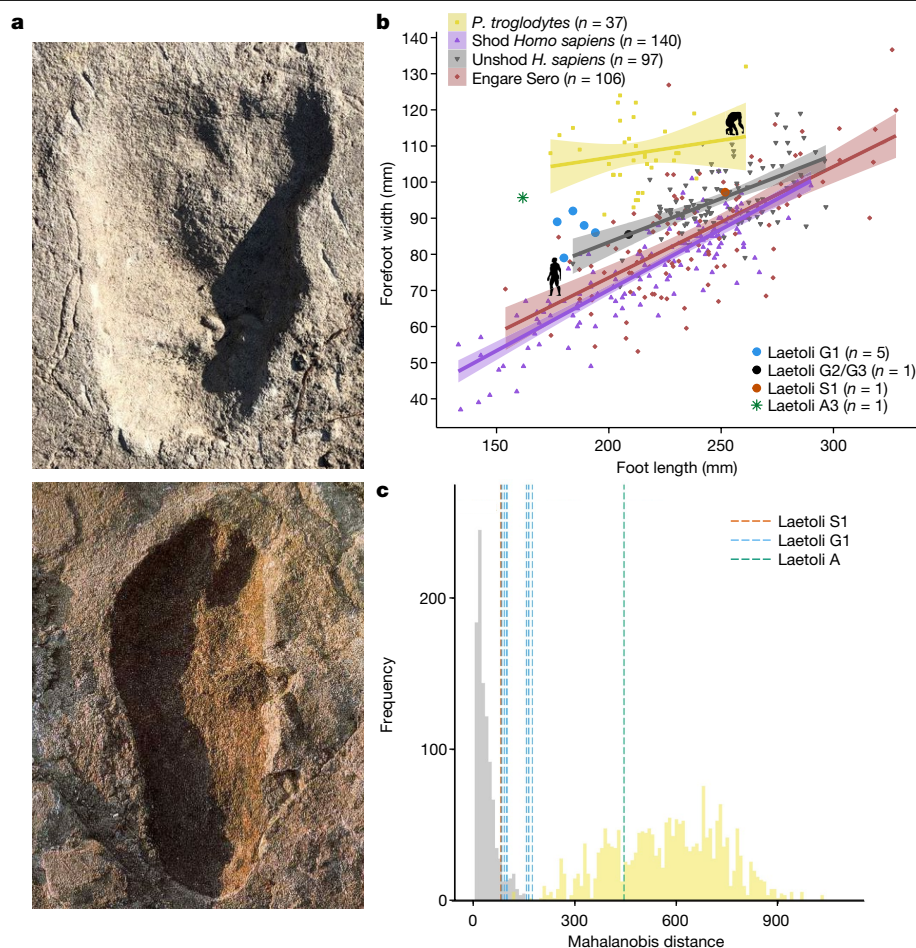 a
b
P. troglodytes (n = 37)
Shod Homo sapiens (n = 140)
Unshod H. sapiens (n = 97)
Engare Sero (n = 106)
140
130
120
110
100
90
80
70
60
50
40
Forefoot width (mm)
Laetoli G1 (n = 5)
Laetoli G2/G3 (n = 1)
Laetoli S1 (n = 1)
Laetoli A3 (n = 1)
150 200 250 300
Foot length (mm)
c
Laetoli S1
Laetoli G1
Laetoli A
200
100
0
Frequency
0 300 600 900
Mahalanobis distance